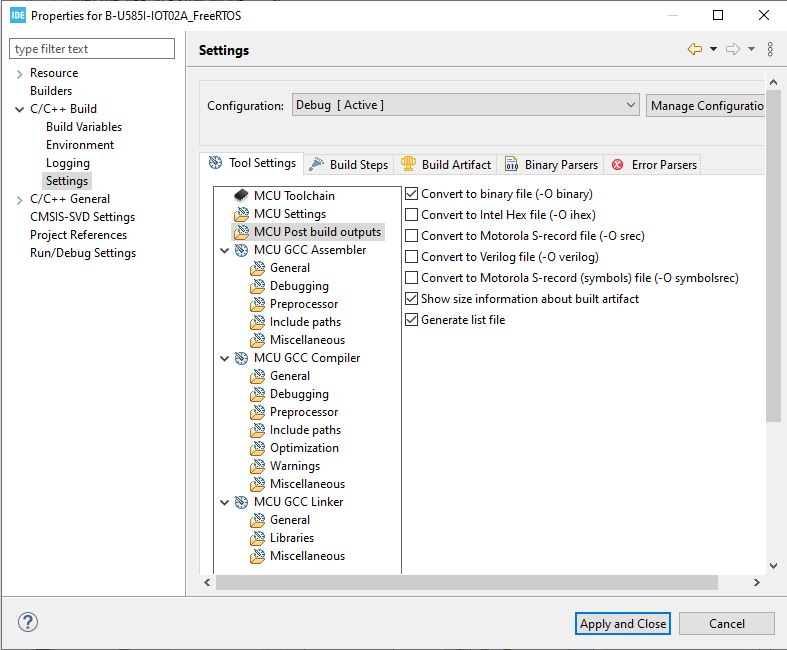 IDE Properties for B-U585I-IOT02A_FreeRTOS
type filter text
Resource
Builders
C/C++ Build
Build Variables
Environment
Logging
Settings
C/C++ General
CMSIS-SVD Settings
Project References
Run/Debug Settings
Settings
Configuration: Debug [ Active ] Manage Configuratio
Tool Settings Build Steps Build Artifact Binary Parsers Error Parsers
MCU Toolchain
MCU Settings
MCU Post build outputs
MCU GCC Assembler
General
Debugging
Preprocessor
Include paths
Miscellaneous
MCU GCC Compiler
General
Debugging
Preprocessor
Include paths
Optimization
Warnings
Miscellaneous
MCU GCC Linker
General
Libraries
Miscellaneous
Convert to binary file (-O binary)
Convert to Intel Hex file (-O ihex)
Convert to Motorola S-record file (-O srec)
Convert to Verilog file (-O verilog)
Convert to Motorola S-record (symbols) file (-O symbolsrec)
Show size information about built artifact
Generate list file
?
Apply and Close Cancel